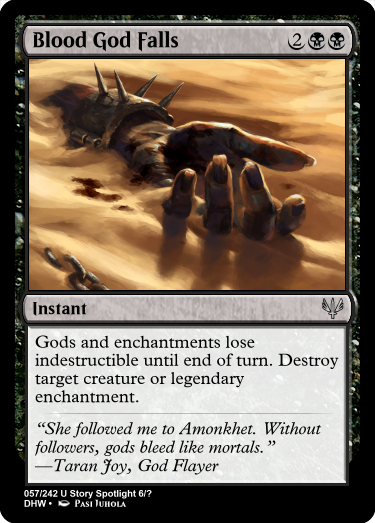 Blood God Falls 2
Instant
Gods and enchantments lose
indestructible until end of turn. Destroy
target creature or legendary
enchantment.
“She followed me to Amonkhet. Without
followers, gods bleed like mortals.”
—Taran Joy, God Flayer
057/242 U Story Spotlight 6/?
DHW • Pasi Juhola